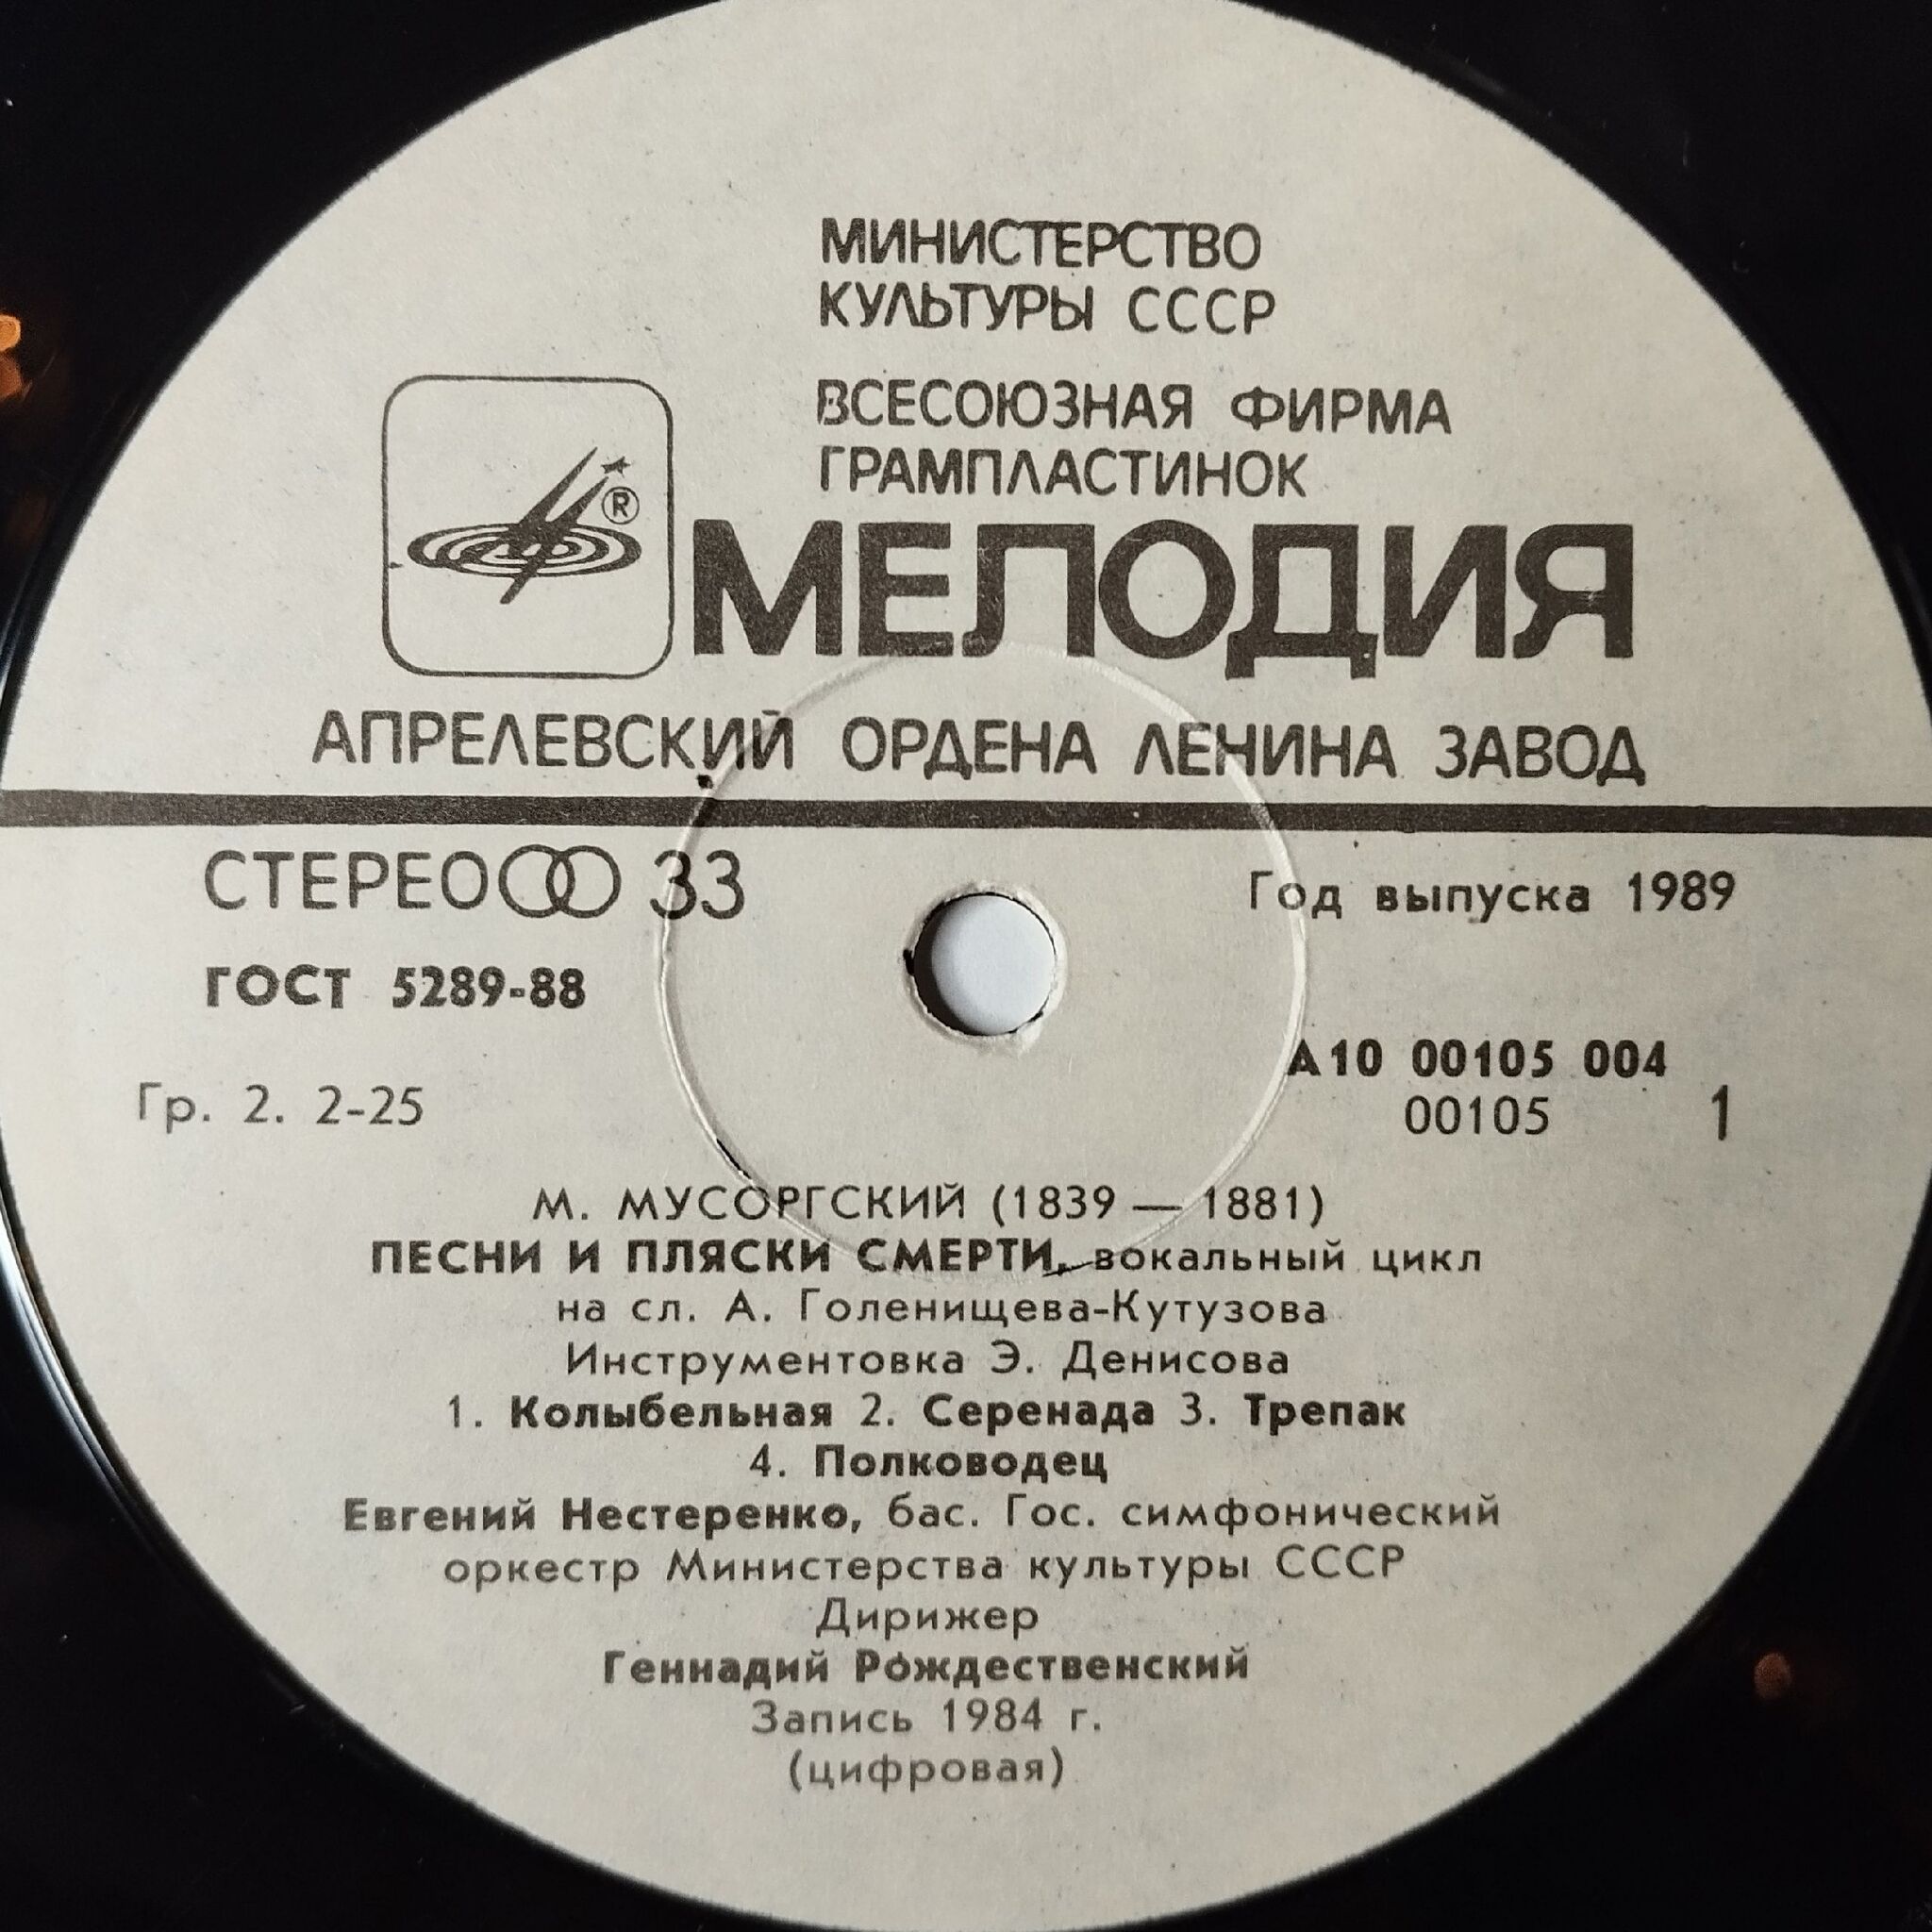 МИНИСТЕРСТВО
КУЛЬТУРЫ СССР
ВСЕСОЮЗНАЯ ФИРМА
ГРАМПЛАСТИНОК
®
МЕЛОДИЯ
АПРЕЛЕВСКИЙ ОРДЕНА ЛЕНИНА ЗАВОД
СТЕРЕО 33
Год выпуска 1989
ГОСТ 5289-88
А10 00105 004
Гр. 2. 2-25
00105 1
М. МУСОРГСКИЙ (1839 — 1881)
ПЕСНИ И ПЛЯСКИ СМЕРТИ, вокальный цикл
на сл. А. Голенищева-Кутузова
Инструментовка Э. Денисова
1. Колыбельная 2. Серенада 3. Трепак
4. Полководец
Евгений Нестеренко, бас. Гос. симфонический
оркестр Министерства культуры СССР
Дирижер
Геннадий Рождественский
Запись 1984 г.
(цифровая)